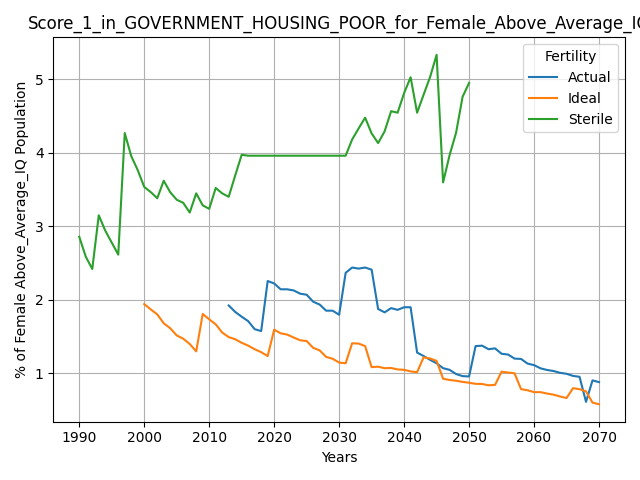 Score_1_in_GOVERNMENT_HOUSING_POOR_for_Female_Above_Average_IQ
% of Female Above_Average_IQ Population
Fertility
Actual
Ideal
Sterile
5
4
3
2
1
1990 2000 2010 2020 2030 2040 2050 2060 2070
Years